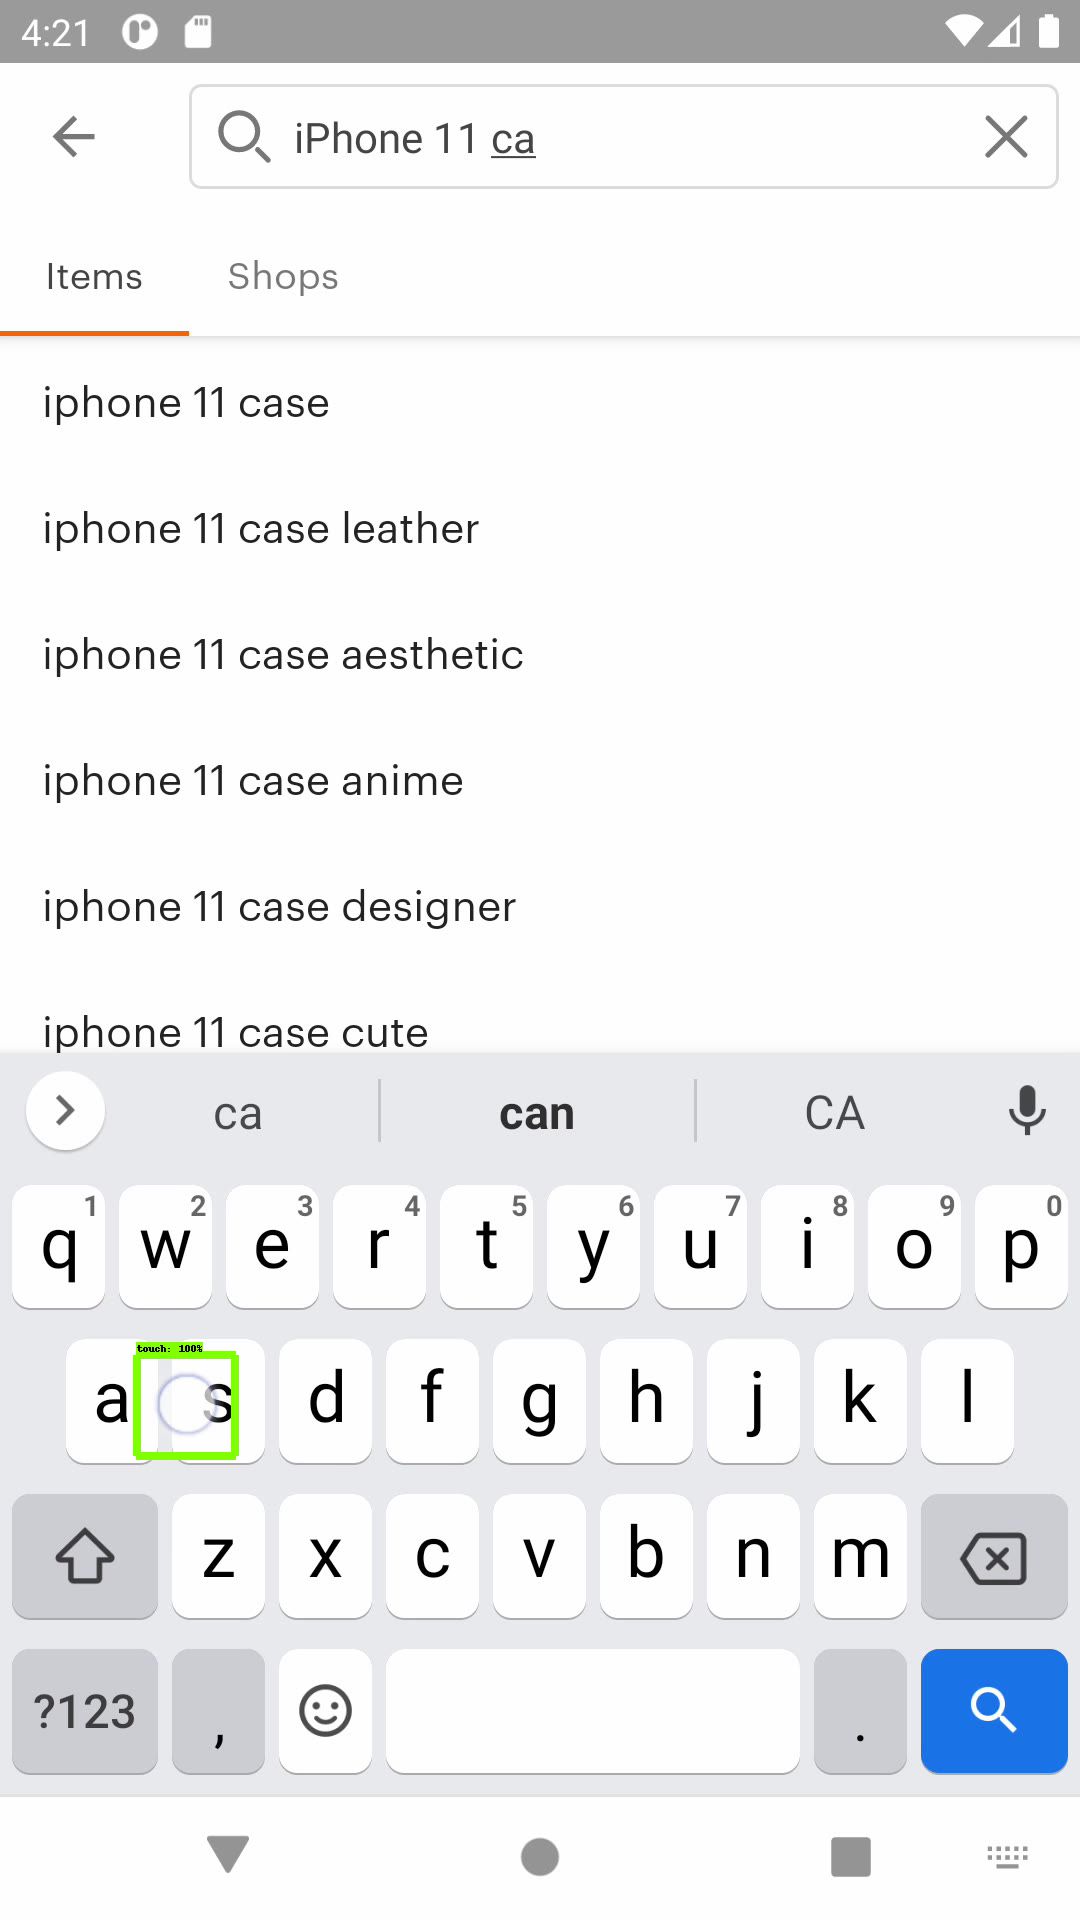 4:21
iPhone 11 ca
Items Shops
iphone 11 case
iphone 11 case leather
iphone 11 case aesthetic
iphone 11 case anime
iphone 11 case designer
iphone 11 case cute
ca can CA
q 1 w 2 e 3 r 4 t 5 y 6 u 7 i 8 o 9 p 0
touch: 100%
a s d f g h j k l
z x c v b n m
?123 , .